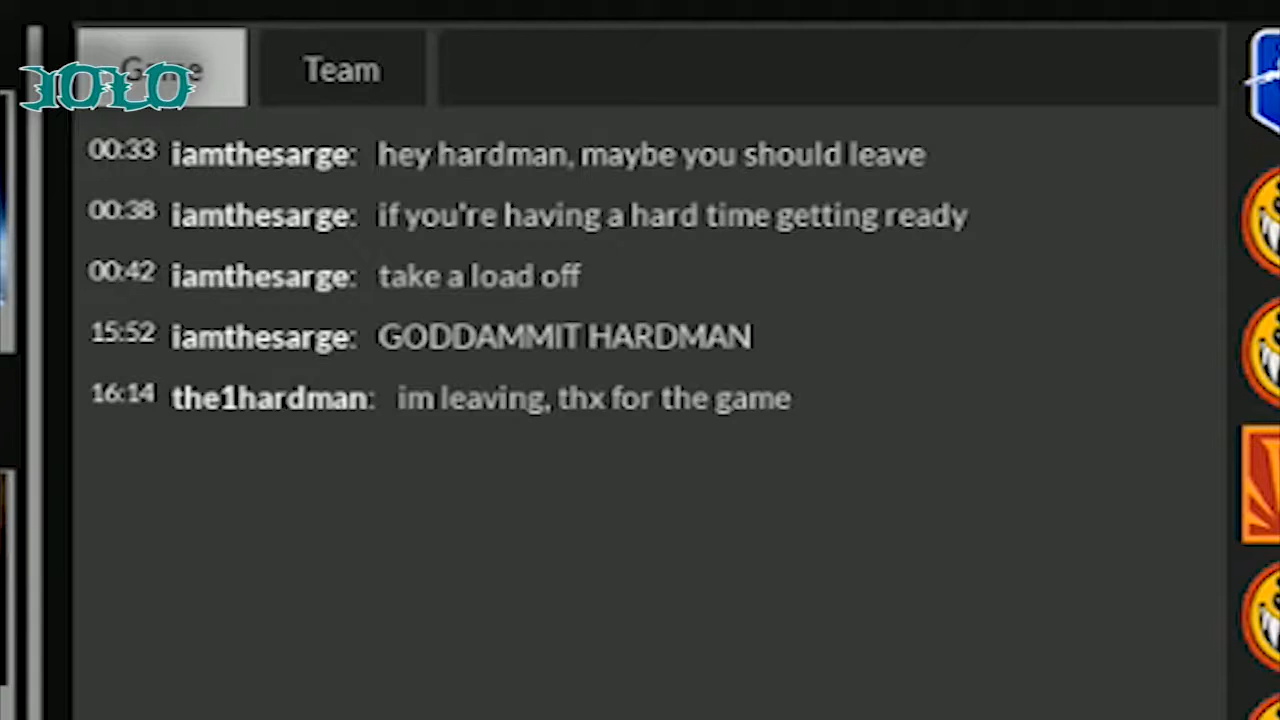 Game Team
JOLO
00:33 iamthesarge: hey hardman, maybe you should leave
00:38 iamthesarge: if you're having a hard time getting ready
00:42 iamthesarge: take a load off
15:52 iamthesarge: GODDAMMIT HARDMAN
16:14 the1hardman: im leaving, thx for the game